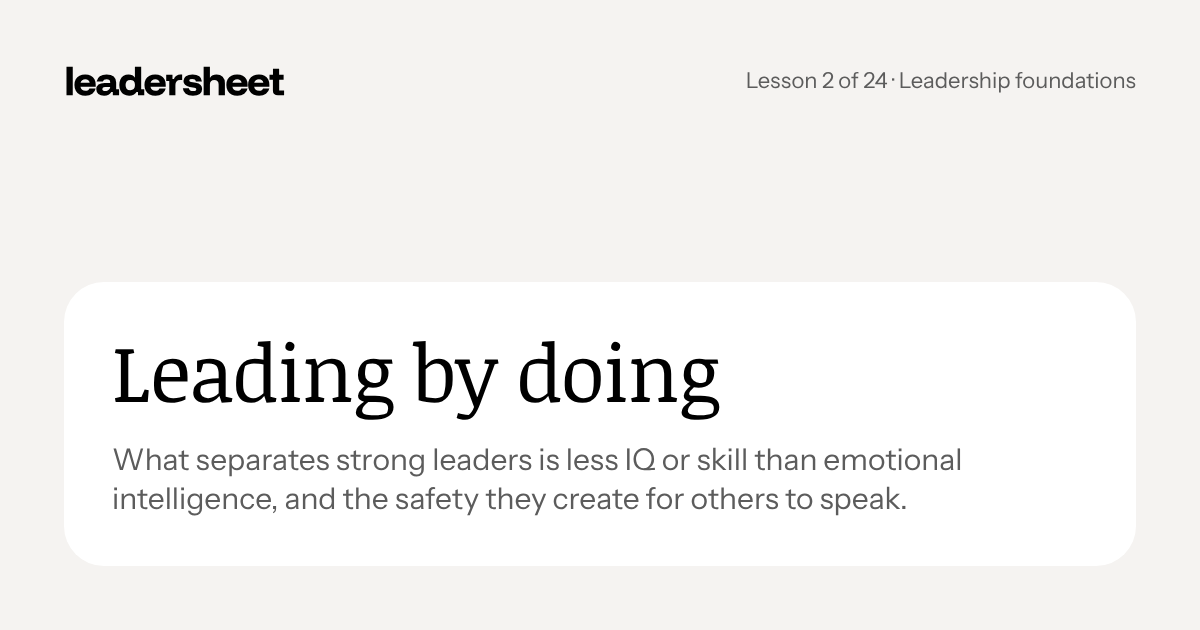 leadersheet
Lesson 2 of 24 · Leadership foundations
Leading by doing
What separates strong leaders is less IQ or skill than emotional
intelligence, and the safety they create for others to speak.